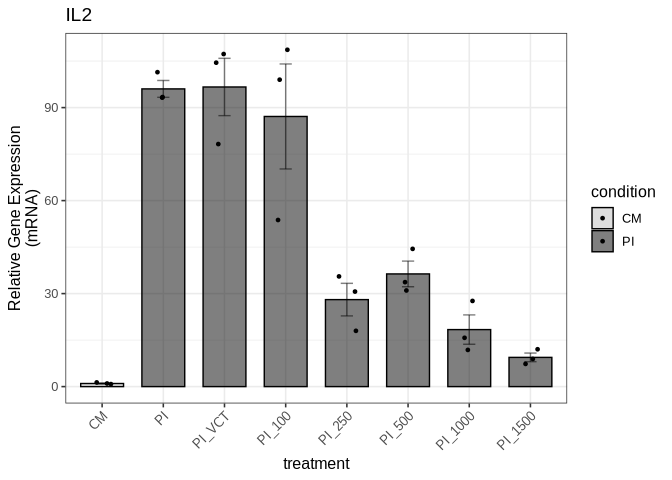 IL2
Relative Gene Expression
(mRNA)
90
60
30
0
CM
PI
PI_VCT
PI_100
PI_250
PI_500
PI_1000
PI_1500
treatment
condition
CM
PI